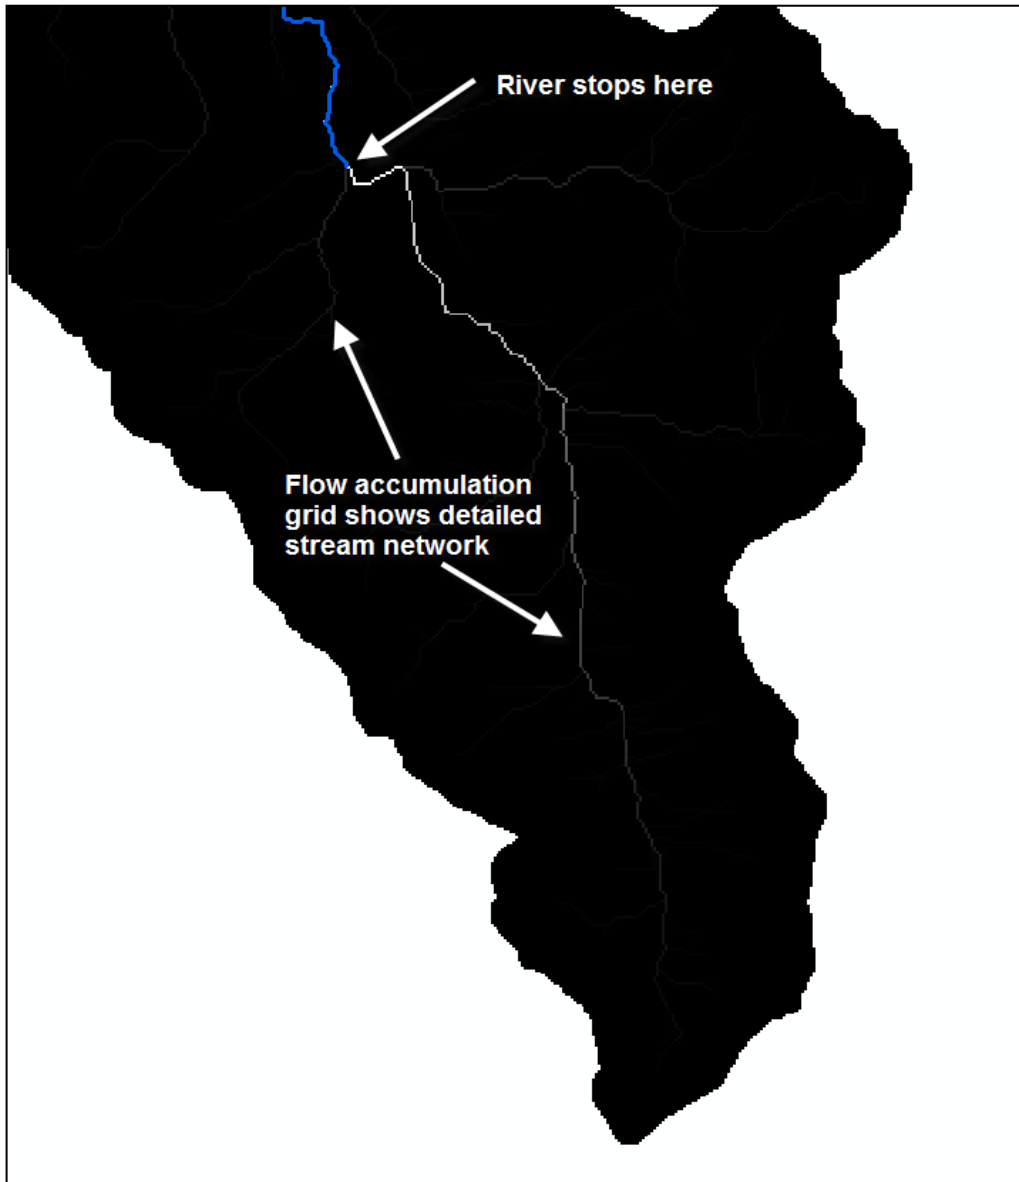 River stops here
Flow accumulation
grid shows detailed
stream network